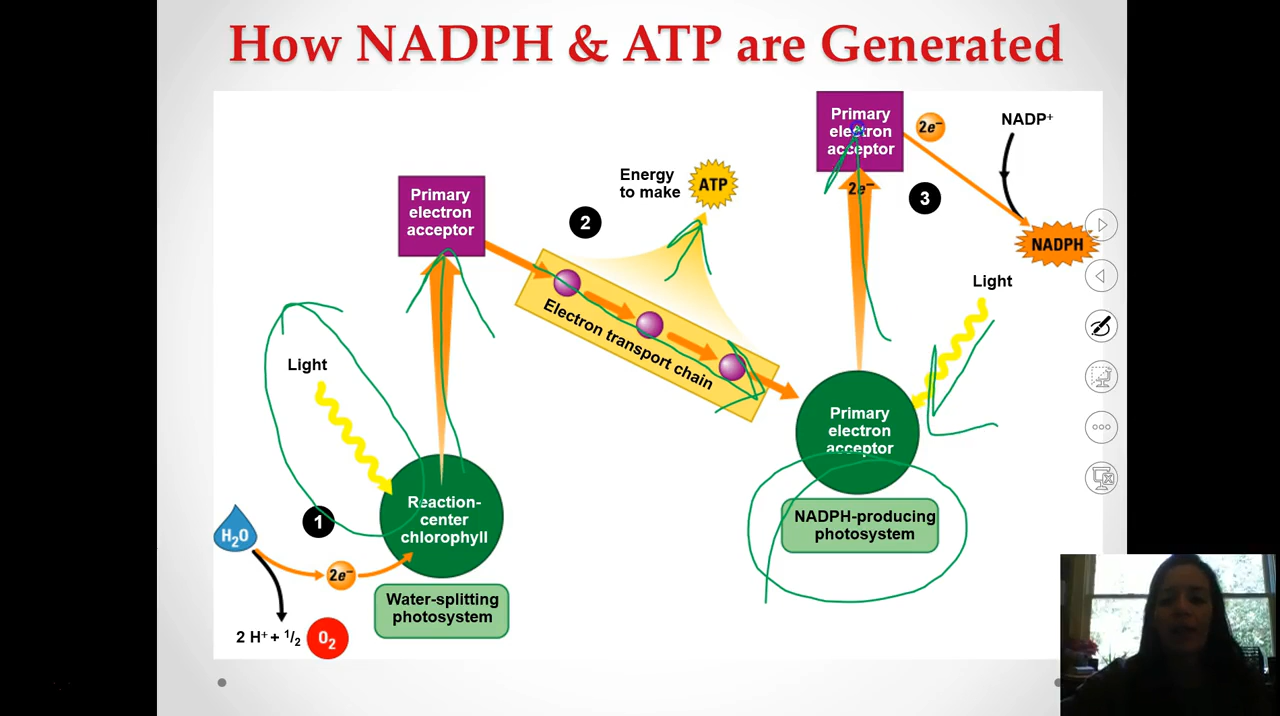 How NADPH & ATP are Generated
Primary
electron
acceptor
2e⁻
NADP⁺
Energy
to make
ATP
2e⁻
3
Primary
electron
acceptor
2
NADPH
Light
Electron transport chain
Light
Primary
electron
acceptor
1
Reaction-
center
chlorophyll
H₂O
2e⁻
NADPH-producing
photosystem
Water-splitting
photosystem
2 H⁺ + ¹/₂
O₂